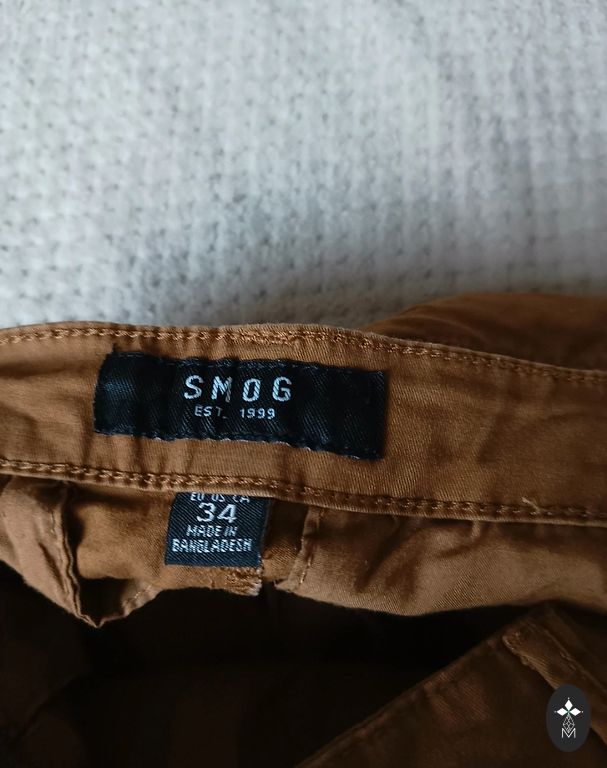 SMOG
EST. 1999
EU US CA
34
MADE IN
BANGLADESH
M